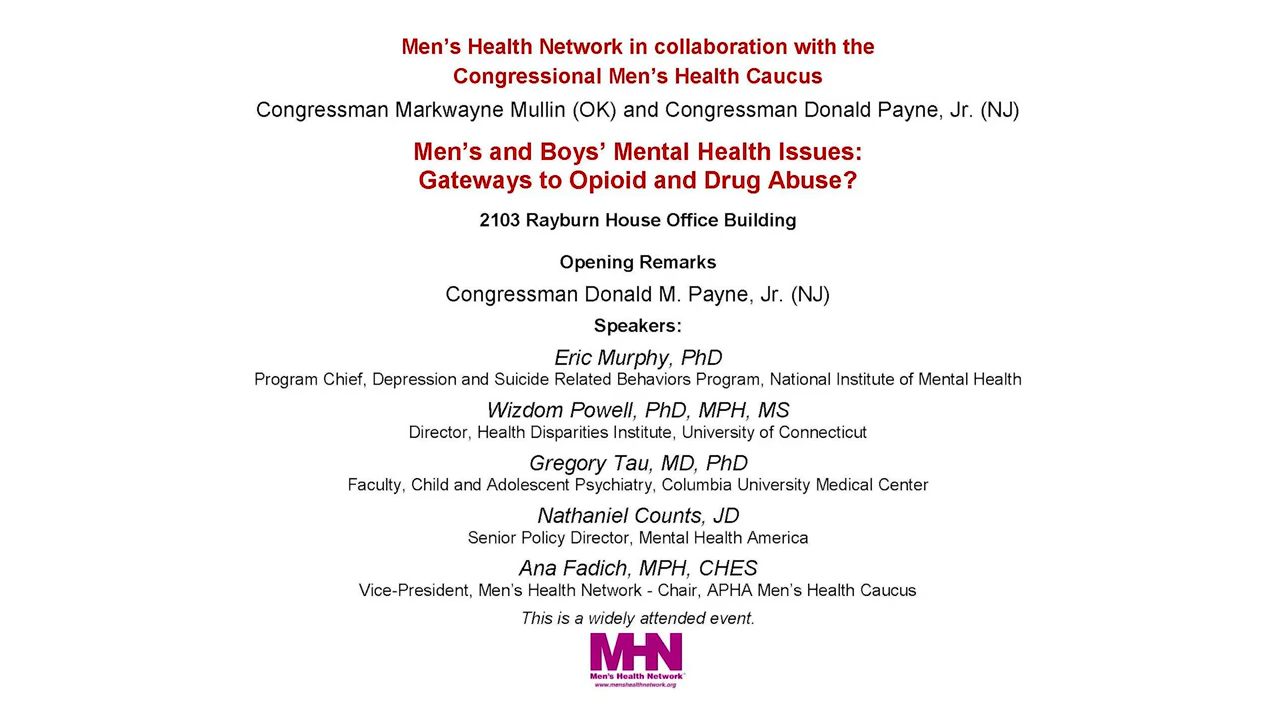 Men’s Health Network in collaboration with the
Congressional Men’s Health Caucus
Congressman Markwayne Mullin (OK) and Congressman Donald Payne, Jr. (NJ)
Men’s and Boys’ Mental Health Issues:
Gateways to Opioid and Drug Abuse?
2103 Rayburn House Office Building
Opening Remarks
Congressman Donald M. Payne, Jr. (NJ)
Speakers:
Eric Murphy, PhD
Program Chief, Depression and Suicide Related Behaviors Program, National Institute of Mental Health
Wizdom Powell, PhD, MPH, MS
Director, Health Disparities Institute, University of Connecticut
Gregory Tau, MD, PhD
Faculty, Child and Adolescent Psychiatry, Columbia University Medical Center
Nathaniel Counts, JD
Senior Policy Director, Mental Health America
Ana Fadich, MPH, CHES
Vice-President, Men’s Health Network - Chair, APHA Men’s Health Caucus
This is a widely attended event.
MHN
Men’s Health Network
www.menshealthnetwork.org